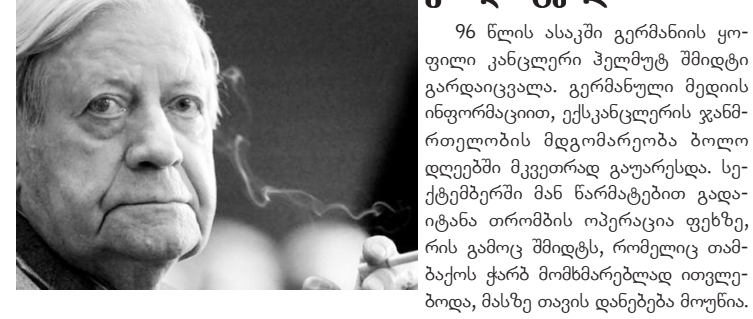 96 წლის ასაკში გერმანიის ყო-
ფილი კანცლერი ჰელმუტ შმიდტი
გარდაიცვალა. გერმანული მედიის
ინფორმაციით, ექსკანცლერის ჯანმ-
რთელობის მდგომარეობა ბოლო
დღეებში მკვეთრად გაუარესდა. სე-
ქტემბერში მან წარმატებით გადა-
იტანა თრომბის ოპერაცია ფეხზე,
რის გამოც შმიდტს, რომელიც თამ-
ბაქოს ჭარბ მომხმარებლად ითვლე-
ბოდა, მასზე თავის დანებება მოუწია.